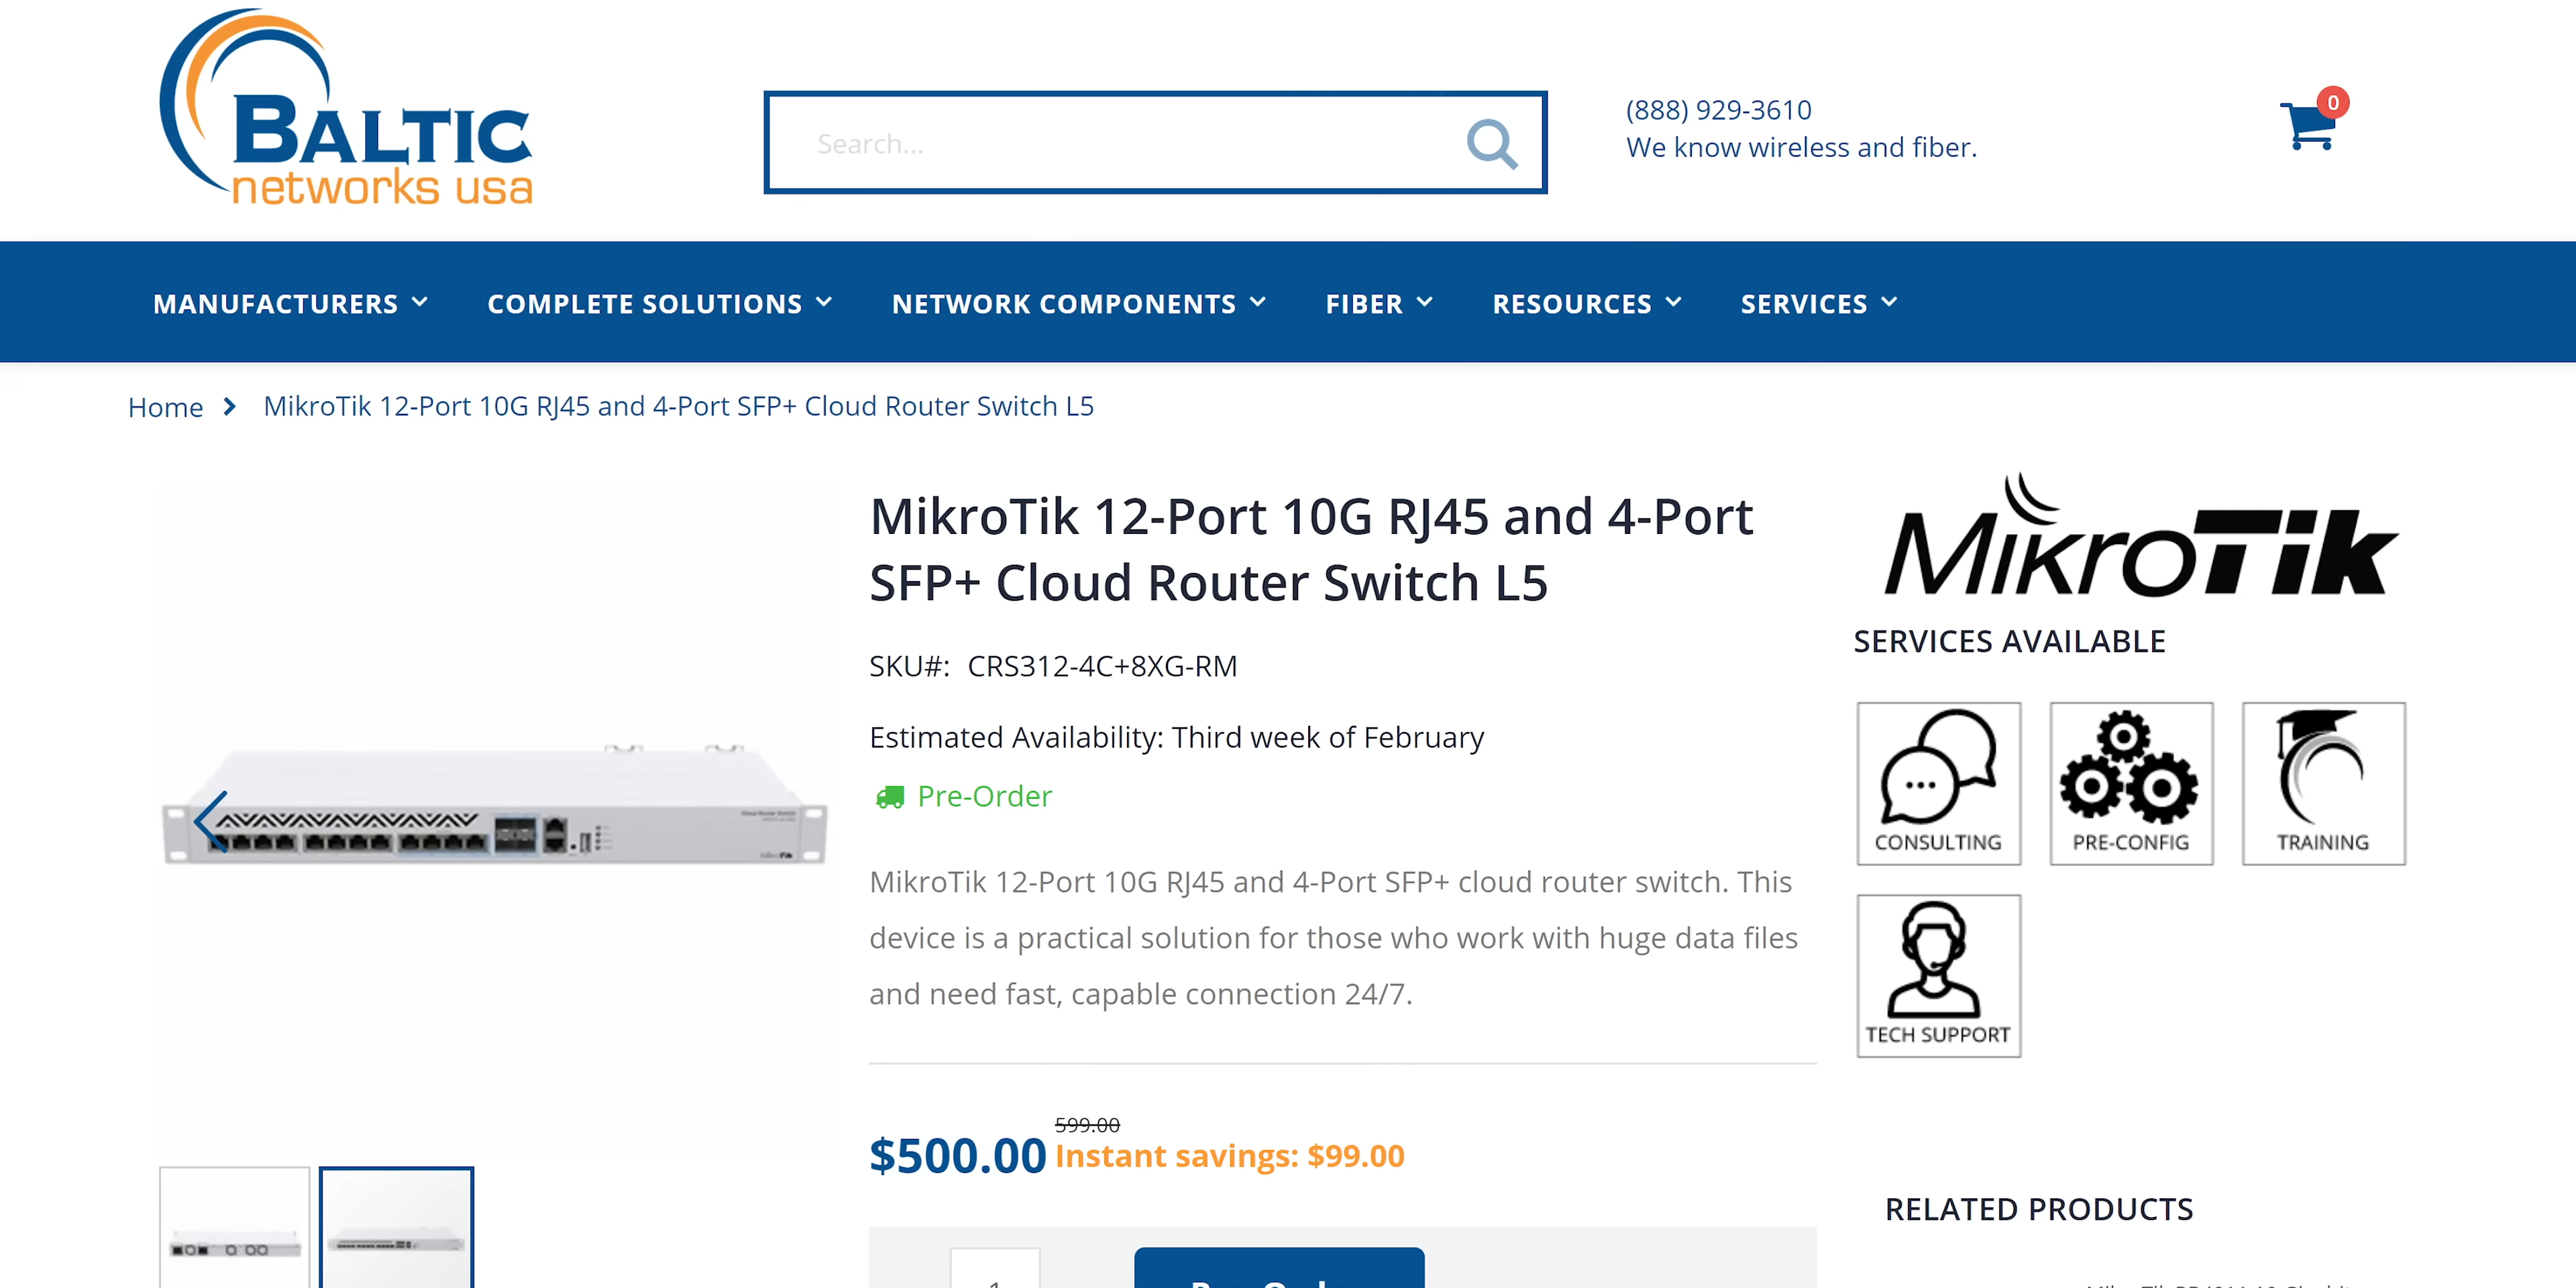 BALTIC
networks usa
Search...
(888) 929-3610
We know wireless and fiber.
0
MANUFACTURERS
COMPLETE SOLUTIONS
NETWORK COMPONENTS
FIBER
RESOURCES
SERVICES
Home
MikroTik 12-Port 10G RJ45 and 4-Port SFP+ Cloud Router Switch L5
MikroTik 12-Port 10G RJ45 and 4-Port
SFP+ Cloud Router Switch L5
SKU#: CRS312-4C+8XG-RM
Estimated Availability: Third week of February
Pre-Order
MikroTik 12-Port 10G RJ45 and 4-Port SFP+ cloud router switch. This
device is a practical solution for those who work with huge data files
and need fast, capable connection 24/7.
599.00
$500.00 Instant savings: $99.00
1
Pre-Order
MikroTik
SERVICES AVAILABLE
CONSULTING
PRE-CONFIG
TRAINING
TECH SUPPORT
RELATED PRODUCTS